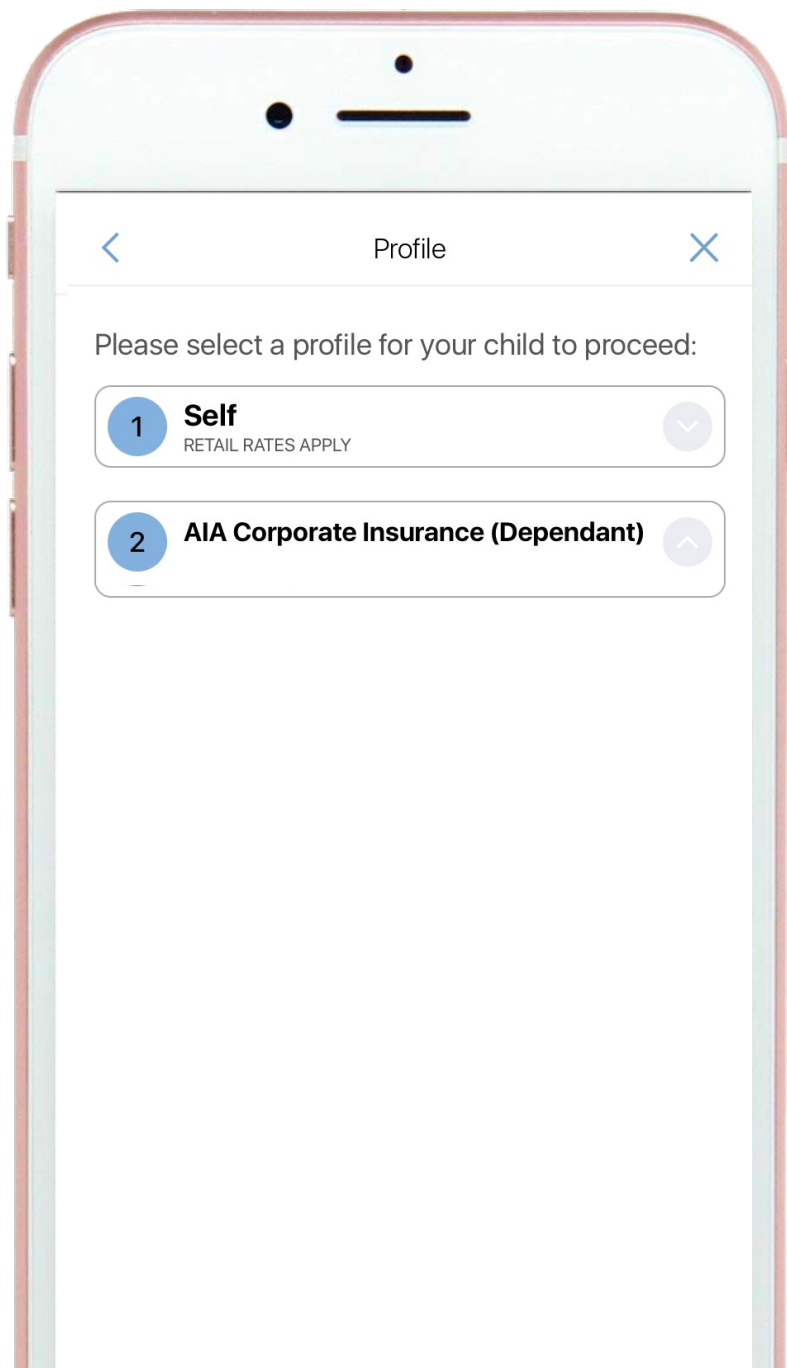 Profile
Please select a profile for your child to proceed:
1
Self
RETAIL RATES APPLY
2
AIA Corporate Insurance (Dependant)